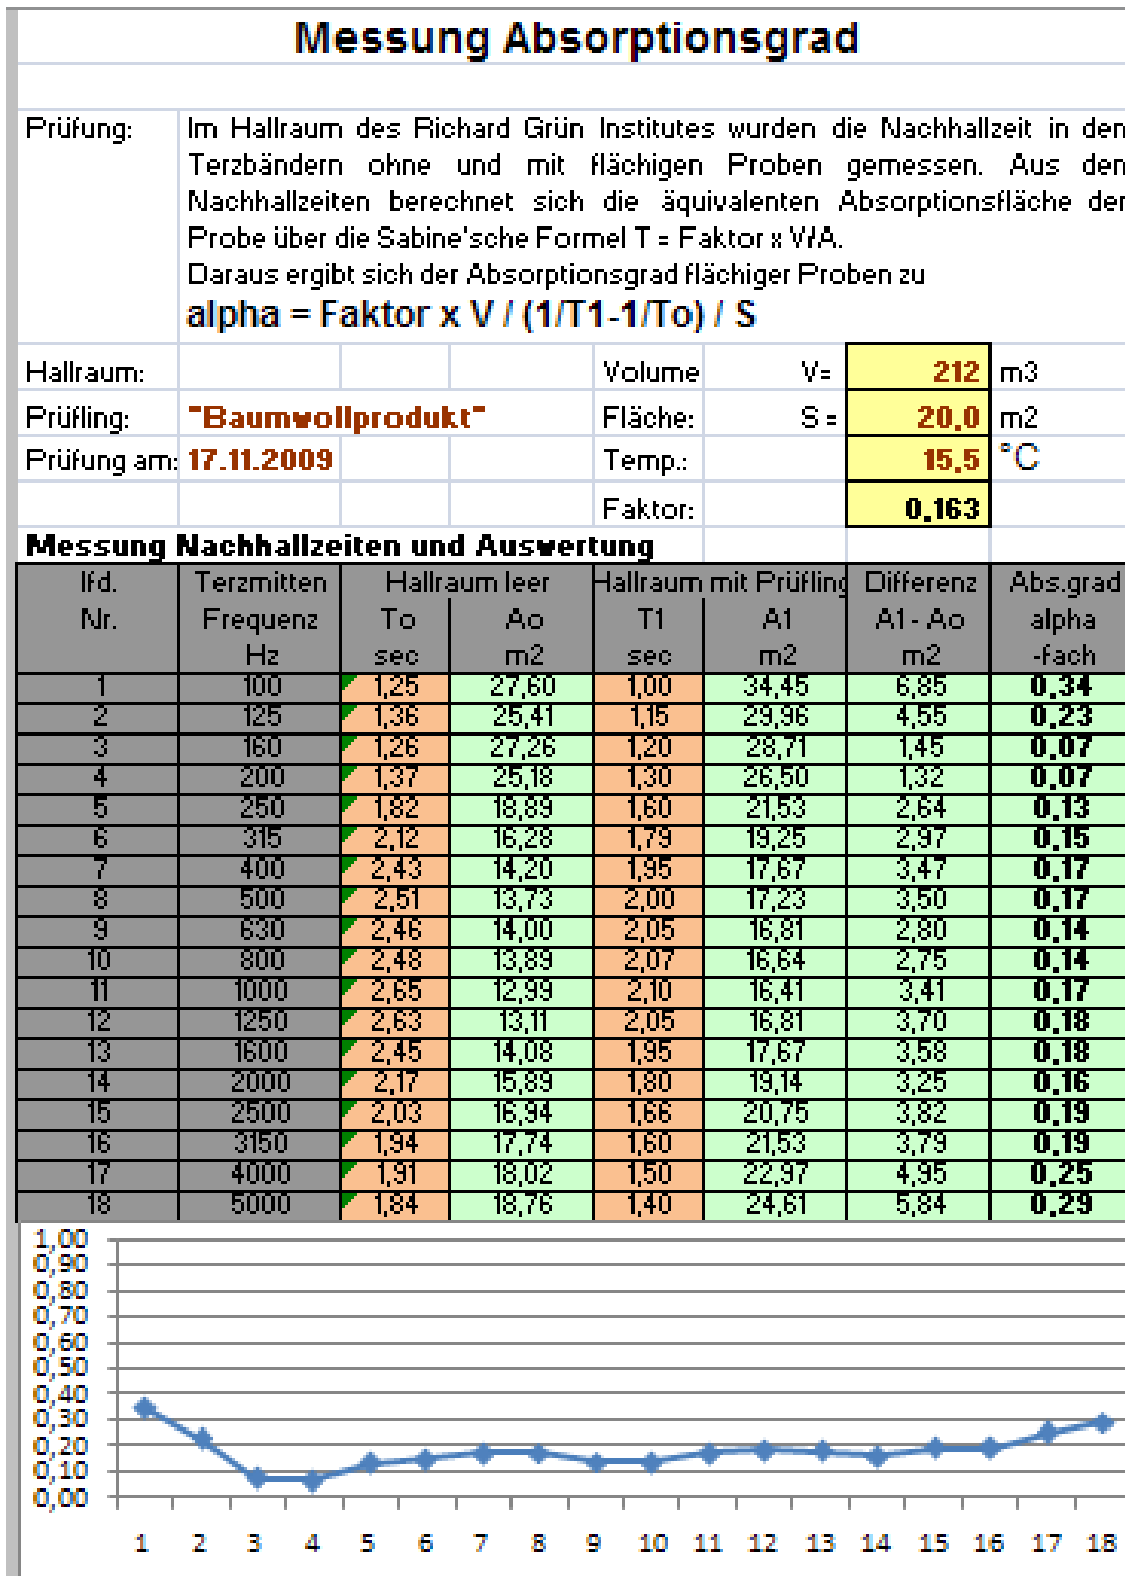 Messung Absorptionsgrad
Prüfung: Im Hallraum des Richard Grün Institutes wurden die Nachhallzeit in den
Terzbändern ohne und mit flächigen Proben gemessen. Aus den
Nachhallzeiten berechnet sich die äquivalenten Absorptionsfläche der
Probe über die Sabine'sche Formel T = Faktor x V/A.
Daraus ergibt sich der Absorptionsgrad flächiger Proben zu
alpha = Faktor x V / (1/T1-1/To) / S
Hallraum: Volume V= 212 m3
Prüfling: "Baumwollprodukt" Fläche: S = 20,0 m2
Prüfung am: 17.11.2009 Temp.: 15,5 °C
Faktor: 0,163
Messung Nachhallzeiten und Auswertung
lfd. Terzmitten Hallraum leer Hallraum mit Prüfling Differenz Abs.grad
Nr. Frequenz To Ao T1 A1 A1- Ao alpha
Hz sec m2 sec m2 m2 -fach
1 100 1,25 27,60 1,00 34,45 6,85 0,34
2 125 1,36 25,41 1,15 29,96 4,55 0,23
3 160 1,26 27,26 1,20 28,71 1,45 0,07
4 200 1,37 25,18 1,30 26,50 1,32 0,07
5 250 1,82 18,89 1,60 21,53 2,64 0,13
6 315 2,12 16,28 1,79 19,25 2,97 0,15
7 400 2,43 14,20 1,95 17,67 3,47 0,17
8 500 2,51 13,73 2,00 17,23 3,50 0,17
9 630 2,46 14,00 2,05 16,81 2,80 0,14
10 800 2,48 13,89 2,07 16,64 2,75 0,14
11 1000 2,65 12,99 2,10 16,41 3,41 0,17
12 1250 2,63 13,11 2,05 16,81 3,70 0,18
13 1600 2,45 14,08 1,95 17,67 3,58 0,18
14 2000 2,17 15,89 1,80 19,14 3,25 0,16
15 2500 2,03 16,94 1,66 20,75 3,82 0,19
16 3150 1,94 17,74 1,60 21,53 3,79 0,19
17 4000 1,91 18,02 1,50 22,97 4,95 0,25
18 5000 1,84 18,76 1,40 24,61 5,84 0,29
1,00
0,90
0,80
0,70
0,60
0,50
0,40
0,30
0,20
0,10
0,00
1 2 3 4 5 6 7 8 9 10 11 12 13 14 15 16 17 18